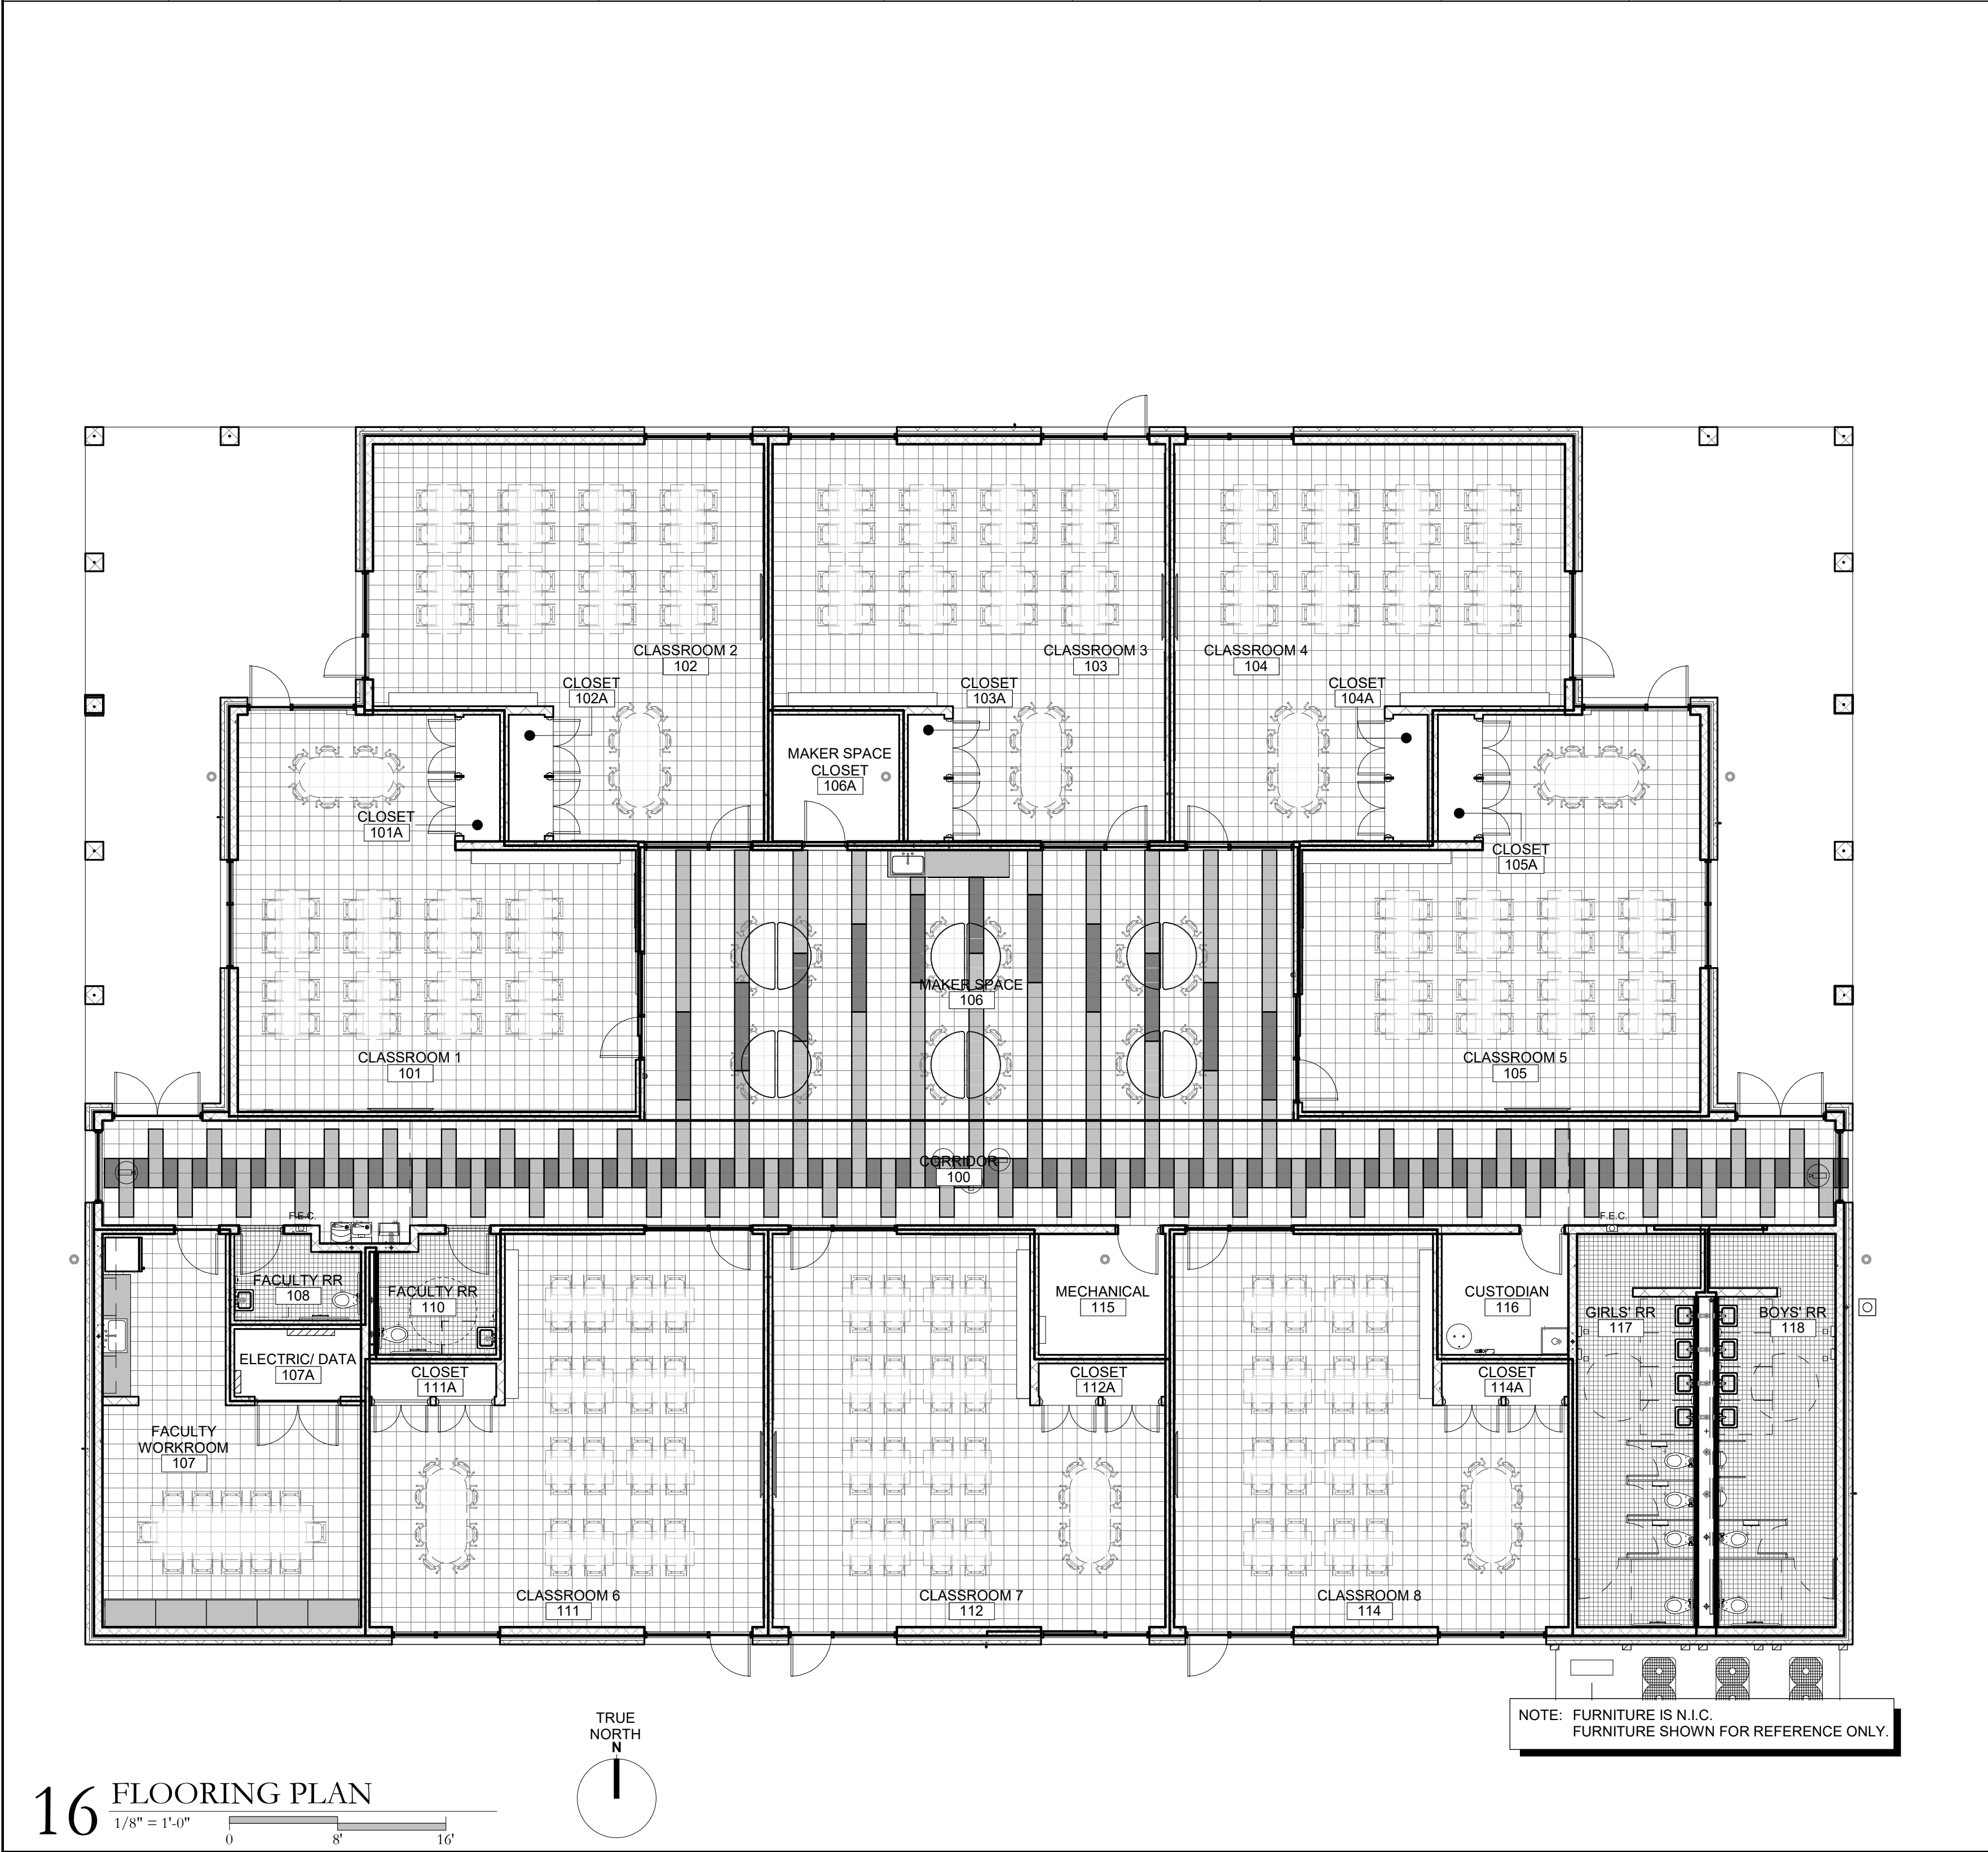 CLASSROOM 2
102
CLASSROOM 3
103
CLASSROOM 4
104
CLOSET
102A
CLOSET
103A
CLOSET
104A
MAKER SPACE
CLOSET
106A
CLOSET
101A
CLOSET
105A
MAKER SPACE
106
CLASSROOM 1
101
CLASSROOM 5
105
CORRIDOR
100
F.E.C.
F.E.C.
FACULTY RR
108
FACULTY RR
110
MECHANICAL
115
CUSTODIAN
116
GIRLS' RR
117
BOYS' RR
118
ELECTRIC/ DATA
107A
CLOSET
111A
CLOSET
112A
CLOSET
114A
FACULTY
WORKROOM
107
CLASSROOM 6
111
CLASSROOM 7
112
CLASSROOM 8
114
NOTE: FURNITURE IS N.I.C.
FURNITURE SHOWN FOR REFERENCE ONLY.
TRUE
NORTH
N
16 FLOORING PLAN
1/8" = 1'-0"
0 8' 16'